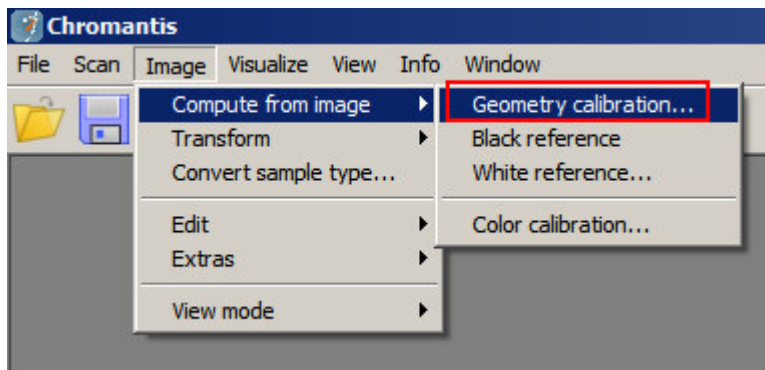 Chromantis
File Scan Image Visualize View Info Window
Compute from image
Transform
Convert sample type...
Edit
Extras
View mode
Geometry calibration...
Black reference
White reference...
Color calibration...